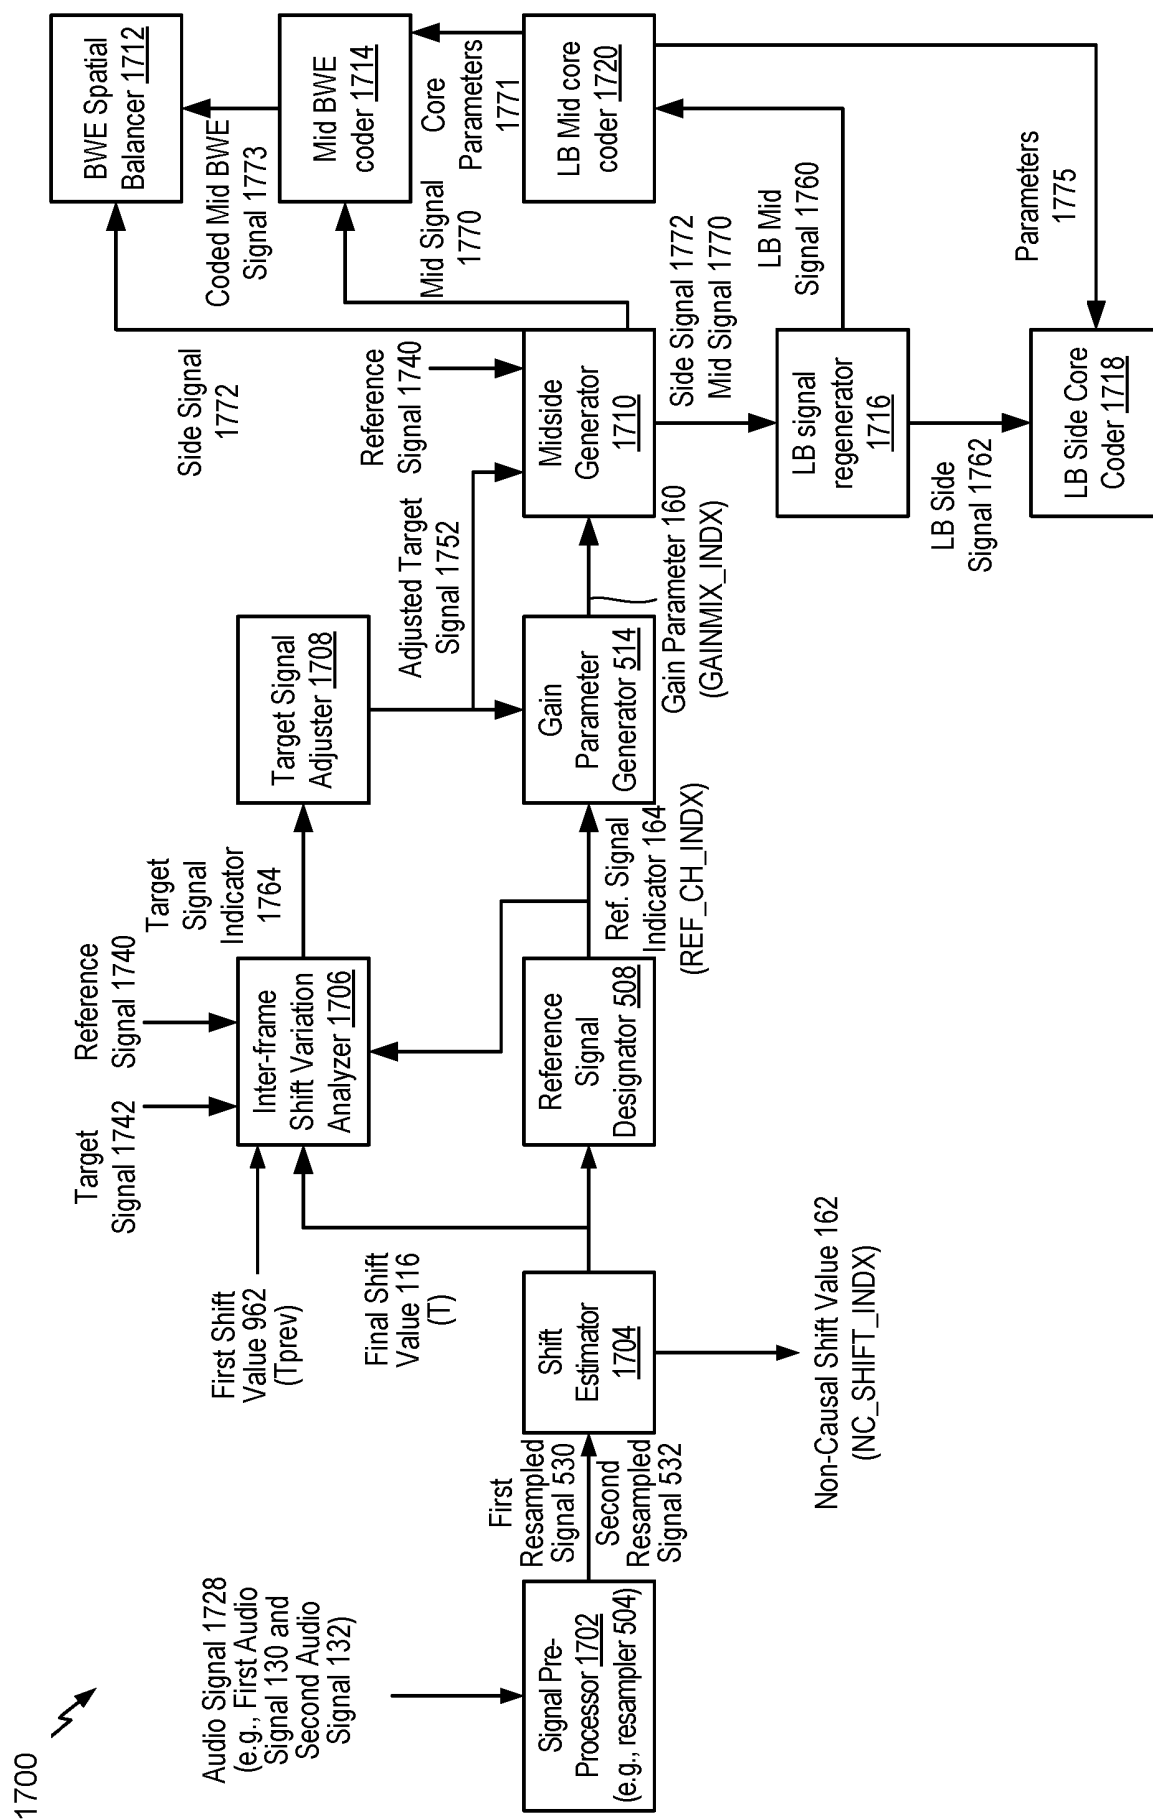 1700
Audio Signal 1728
(e.g., First Audio
Signal 130 and
Second Audio
Signal 132)
Signal Pre-
Processor 1702
(e.g., resampler 504)
First
Resampled
Signal 530
Second
Resampled
Signal 532
Shift
Estimator
1704
Non-Causal Shift Value 162
(NC_SHIFT_INDX)
Final Shift
Value 116
(T)
First Shift
Value 962
(Tprev)
Target
Signal 1742
Reference
Signal 1740
Inter-frame
Shift Variation
Analyzer 1706
Reference
Signal
Designator 508
Ref. Signal
Indicator 164
(REF_CH_INDX)
Target
Signal
Indicator
1764
Target Signal
Adjuster 1708
Gain
Parameter
Generator 514
Gain Parameter 160
(GAINMIX_INDX)
Adjusted Target
Signal 1752
Reference
Signal 1740
Midside
Generator
1710
Side Signal
1772
Mid Signal
1770
Side Signal 1772
Mid Signal 1770
LB signal
regenerator
1716
LB Mid
Signal 1760
LB Side
Signal 1762
LB Side Core
Coder 1718
Parameters
1775
BWE Spatial
Balancer 1712
Coded Mid BWE
Signal 1773
Mid BWE
coder 1714
Core
Parameters
1771
LB Mid core
coder 1720